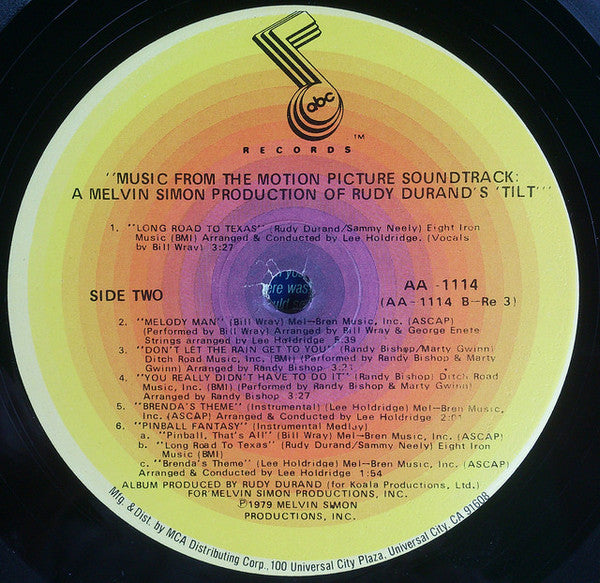 abc
TM
RECORDS
"MUSIC FROM THE MOTION PICTURE SOUNDTRACK:
A MELVIN SIMON PRODUCTION OF RUDY DURAND'S 'TILT'"
1. "LONG ROAD TO TEXAS" (Rudy Durand/Sammy Neely) Eight Iron
Music (BMI) Arranged & Conducted by Lee Holdridge. (Vocals
by Bill Wray) 3:27
SIDE TWO
AA -1114
(AA-1114 B-Re 3)
2. "MELODY MAN" (Bill Wray) Mel-Bren Music, Inc. (ASCAP)
(Performed by Bill Wray) Arranged by Bill Wray & George Enete
Strings arranged by Lee Holdridge 5:39
3. "DON'T LET THE RAIN GET TO YOU" (Randy Bishop/Marty Gwinn)
Ditch Road Music, Inc. (BMI) (Performed by Randy Bishop & Marty
Gwinn) Arranged by Randy Bishop 3:21
4. "YOU REALLY DIDN'T HAVE TO DO IT" (Randy Bishop) Ditch Road
Music, Inc. (BMI) (Performed by Randy Bishop & Marty Gwinn)
Arranged by Randy Bishop 3:27
5. "BRENDA'S THEME" (Instrumental) (Lee Holdridge) Mel-Bren Music,
Inc. (ASCAP) Arranged & Conducted by Lee Holdridge 2:01
6. "PINBALL FANTASY" (Instrumental Medley)
a. "Pinball, That's All" (Bill Wray) Mel-Bren Music, Inc. (ASCAP)
b. "Long Road To Texas" (Rudy Durand/Sammy Neely) Eight Iron
Music (BMI)
c. "Brenda's Theme" (Lee Holdridge) Mel-Bren Music, Inc. (ASCAP)
Arranged & Conducted by Lee Holdridge 1:54
ALBUM PRODUCED BY RUDY DURAND (for Koala Productions, Ltd.)
FOR MELVIN SIMON PRODUCTIONS, INC.
Ⓟ1979 MELVIN SIMON
PRODUCTIONS, INC.
Mfg. & Dist. by MCA Distributing Corp., 100 Universal City Plaza, Universal City, CA 91608